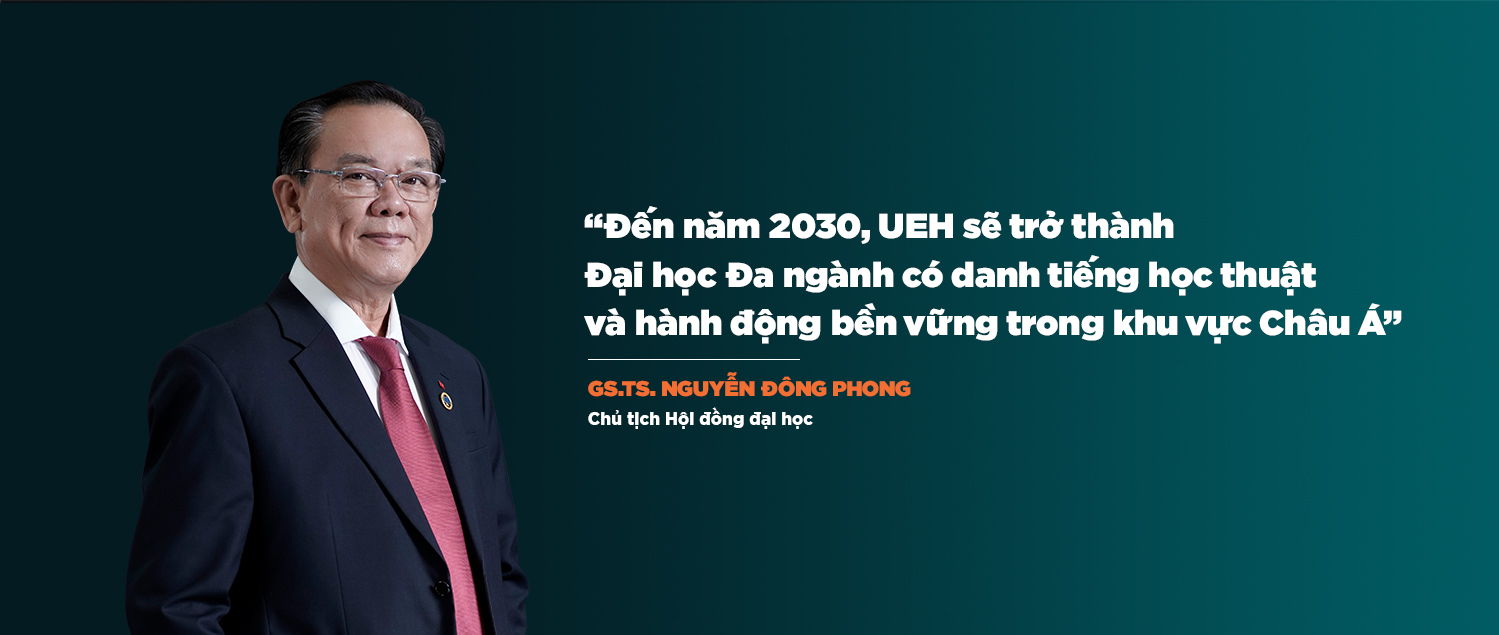 “Đến năm 2030, UEH sẽ trở thành
Đại học Đa ngành có danh tiếng học thuật
và hành động bền vững trong khu vực Châu Á”
GS.TS. NGUYỄN ĐÔNG PHONG
Chủ tịch Hội đồng đại học